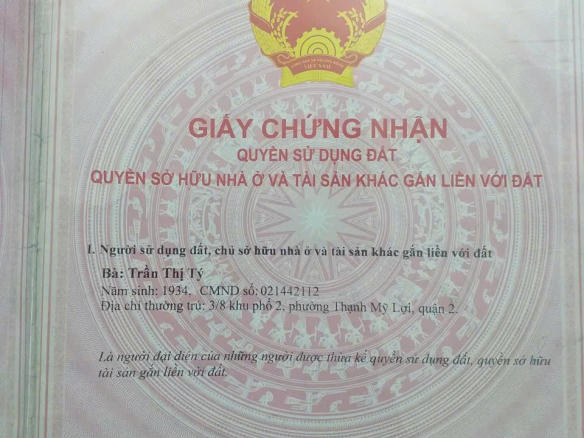 GIẤY CHỨNG NHẬN
QUYỀN SỬ DỤNG ĐẤT
QUYỀN SỞ HỮU NHÀ Ở VÀ TÀI SẢN KHÁC GẮN LIỀN VỚI ĐẤT
I. Người sử dụng đất, chủ sở hữu nhà ở và tài sản khác gắn liền với đất
Bà: Trần Thị Tý
Năm sinh: 1934, CMND số: 021442112
Địa chỉ thường trú: 3/8 khu phố 2, phường Thạnh Mỹ Lợi, quận 2.
Là người đại diện của những người được thừa kế quyền sử dụng đất, quyền sở hữu
tài sản gắn liền với đất.